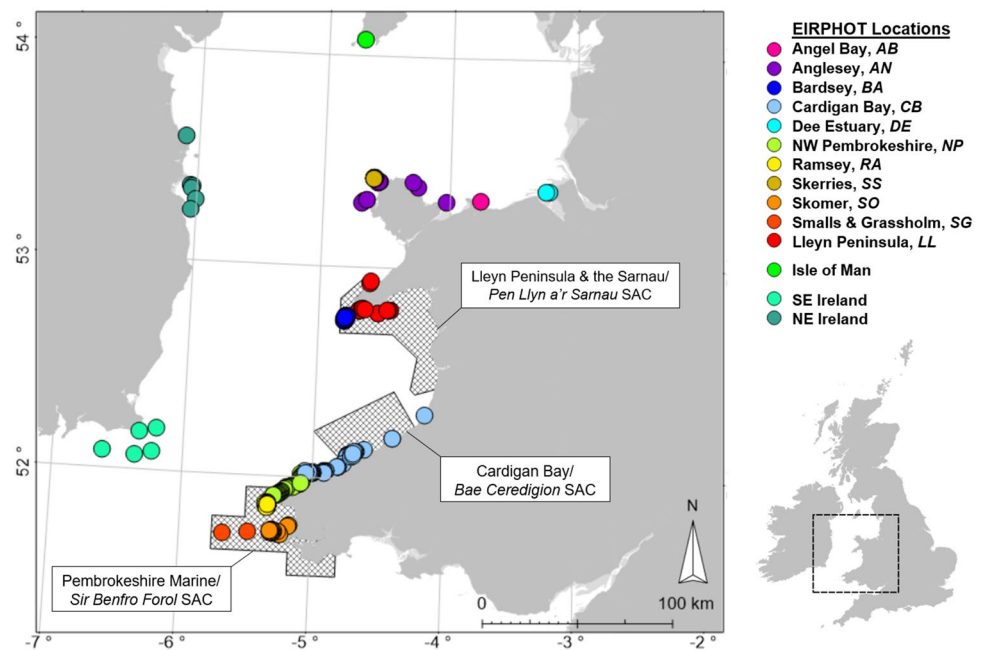 EIRPHOT Locations
Angel Bay, AB
Anglesey, AN
Bardsey, BA
Cardigan Bay, CB
Dee Estuary, DE
NW Pembrokeshire, NP
Ramsey, RA
Skerries, SS
Skomer, SO
Smalls & Grassholm, SG
Lleyn Peninsula, LL
Isle of Man
SE Ireland
NE Ireland
54 °
53 °
52 °
Lleyn Peninsula & the Sarnau/
Pen Llyn a'r Sarnau SAC
Cardigan Bay/
Bae Ceredigion SAC
Pembrokeshire Marine/
Sir Benfro Forol SAC
N
0
100 km
-7 °
-6 °
-5 °
-4 °
-3 °
-2 °